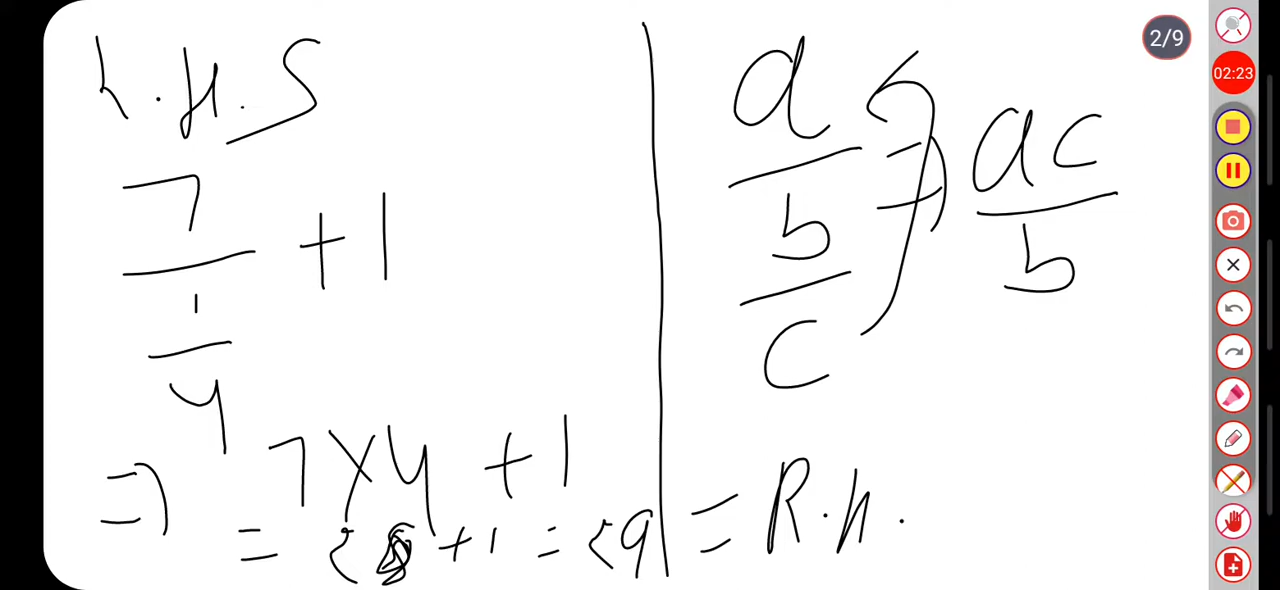 L.H.S
7
1 + 1
4
⇒ 7 × 4 + 1
= 28 + 1 = 29 = R.H.
a
b
c
⇒ ac
b
2/9
02:23